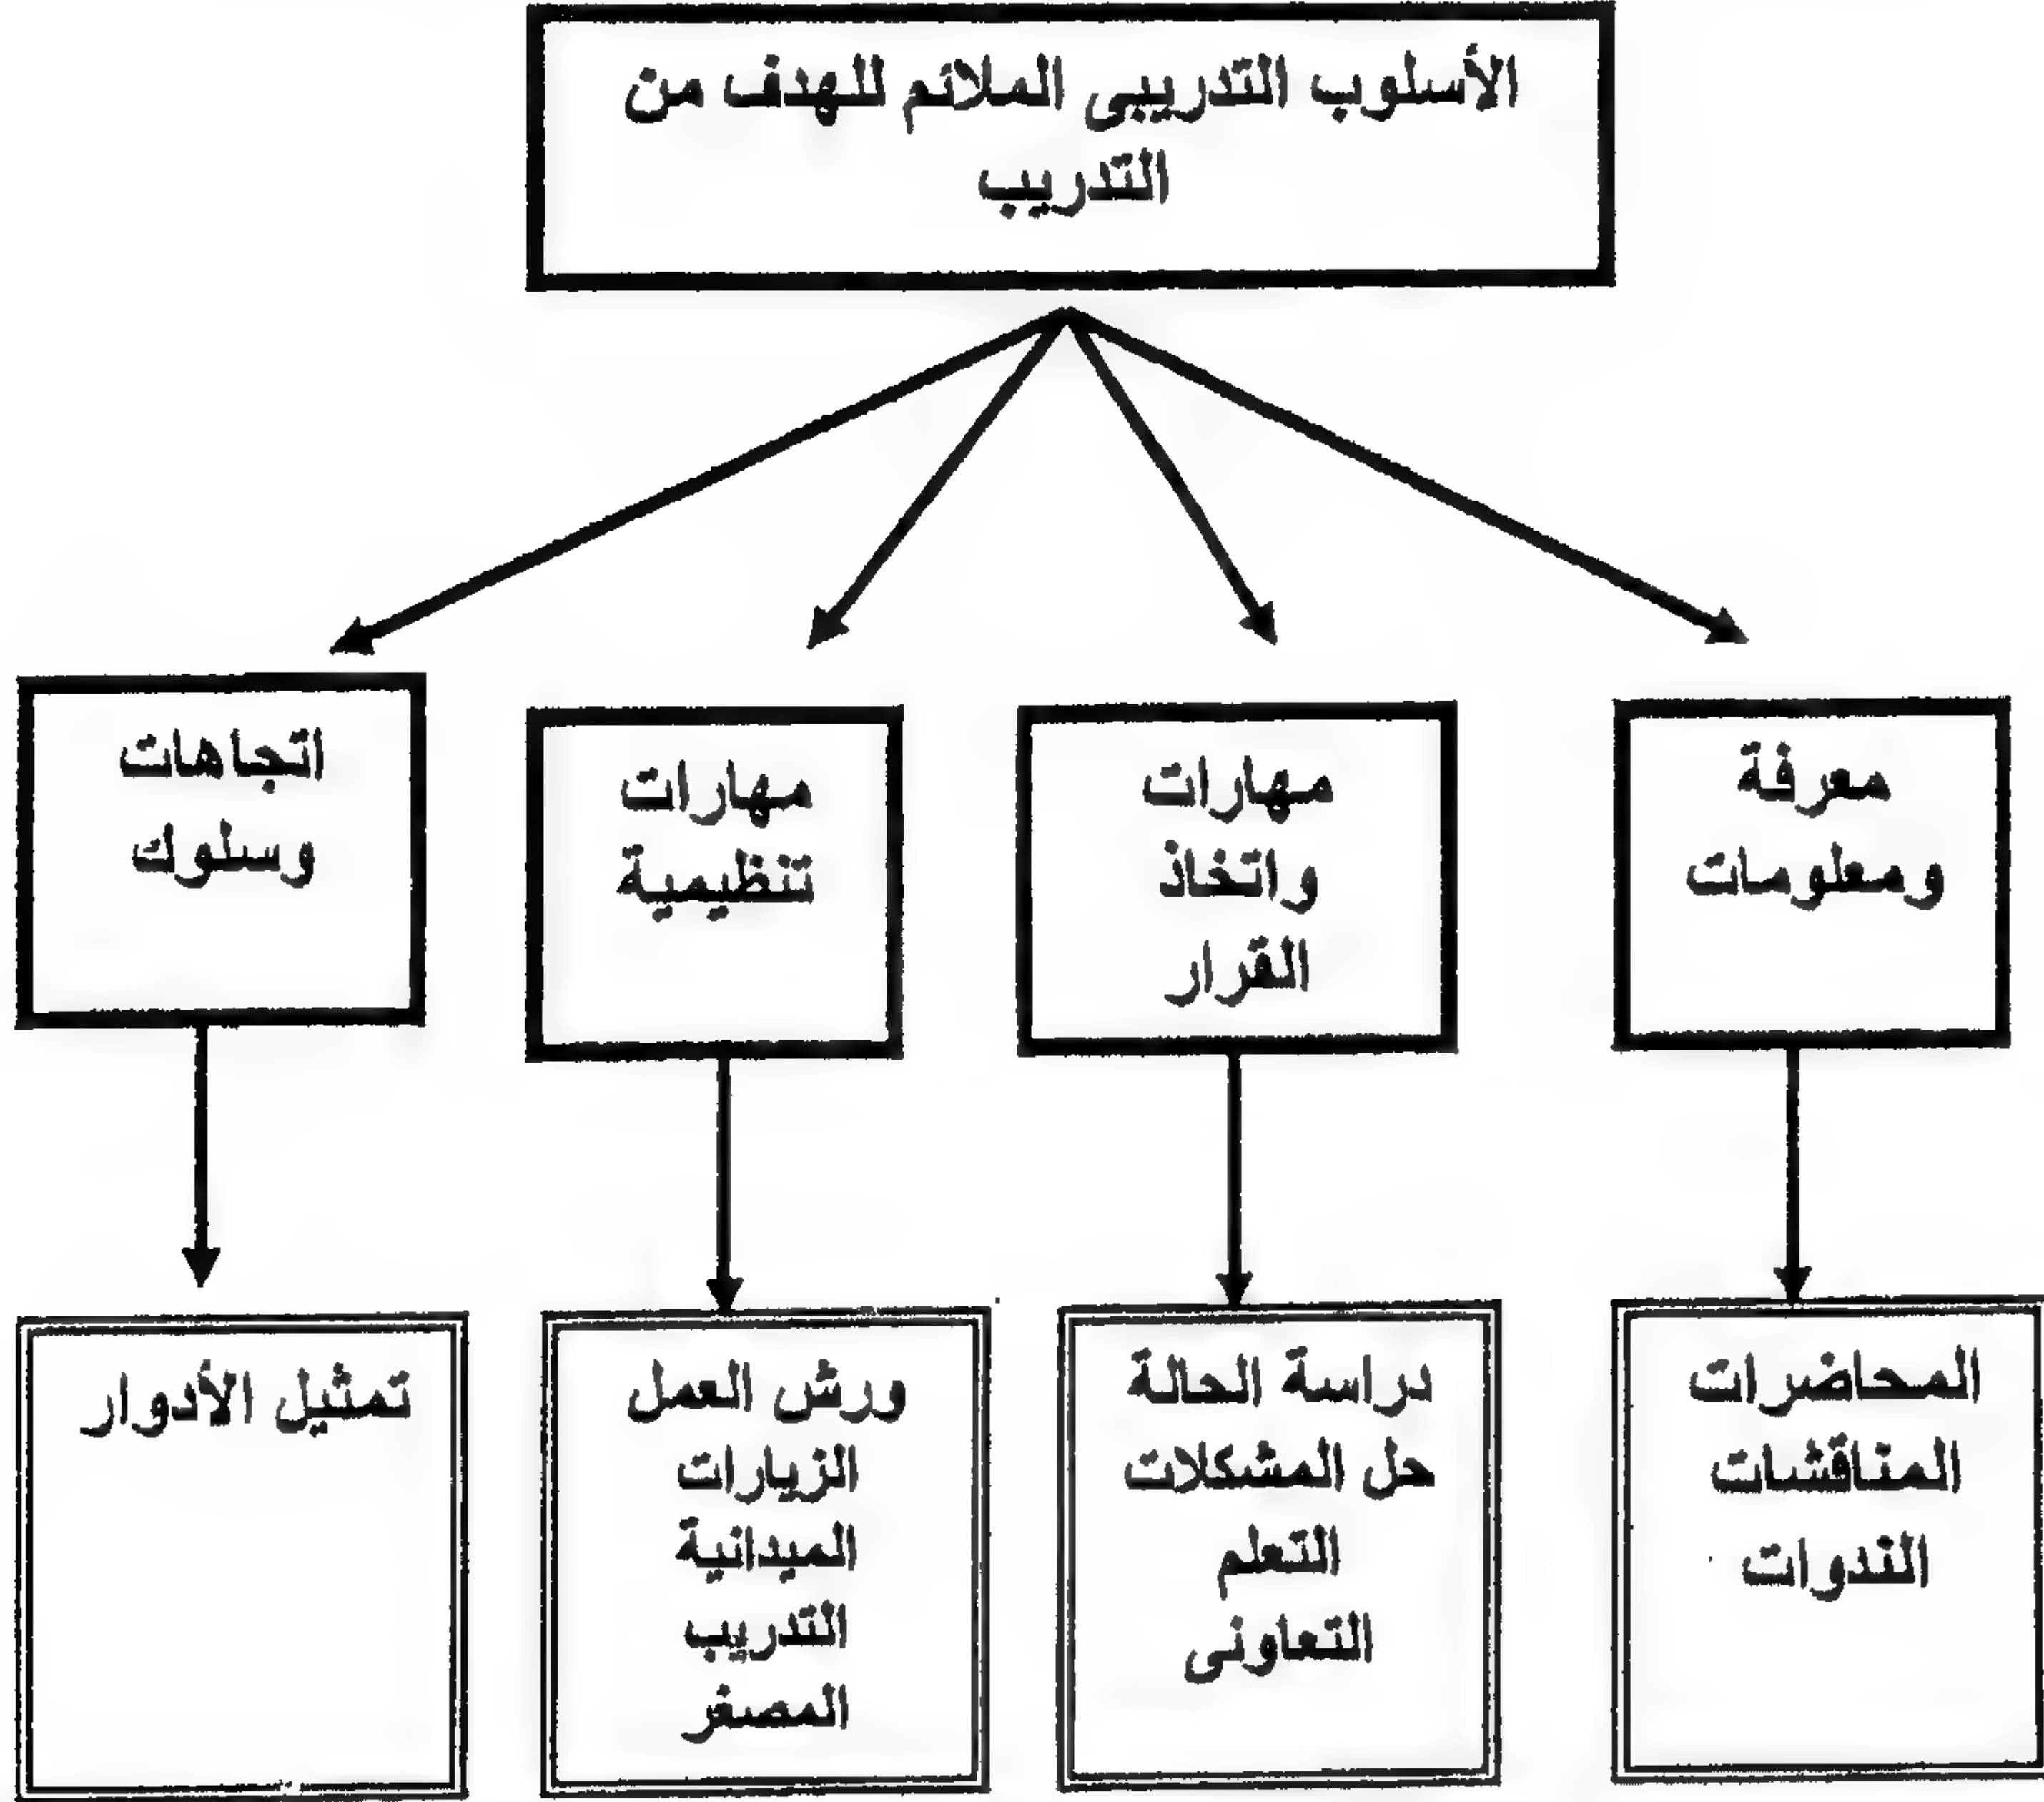 الأسلوب التدريبى الملائم للهدف من
التدريب
معرفة
ومعلومات
مهارات
واتخاذ
القرار
مهارات
تنظيمية
اتجاهات
وسلوك
المحاضرات
المناقشات
الندوات
دراسة الحالة
حل المشكلات
التعلم
التعاونى
ورش العمل
الزيارات
الميدانية
التدريب
المصغر
تمثيل الأدوار